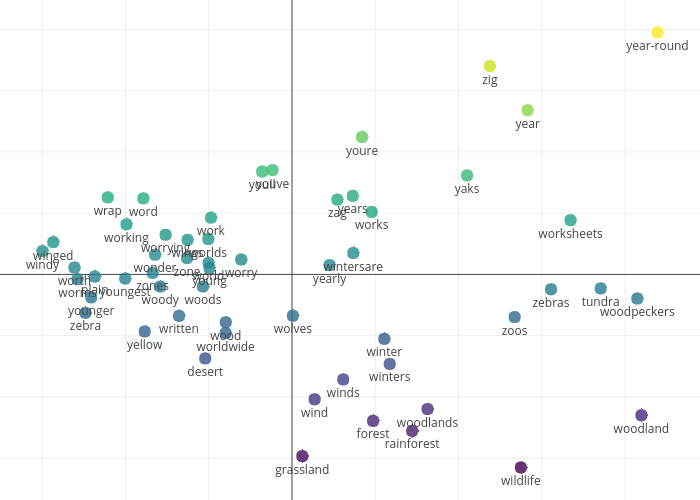 year-round
zig
year
youre
youll
youve
yaks
wrap
word
zag
years
works
work
worksheets
working
worrying
worlds
winged
windy
wonder
zone
worry
wintersare
yearly
young
zones
youngest
plain
younger
woody
woods
zebra
written
wood
worldwide
wolves
yellow
desert
zebras
tundra
woodpeckers
zoos
winter
winters
winds
wind
woodlands
forest
rainforest
woodland
grassland
wildlife